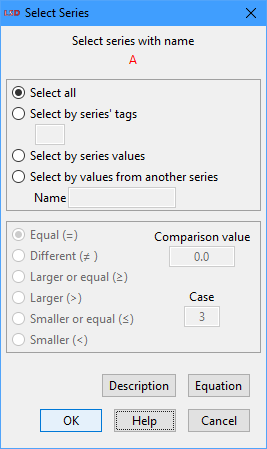 LMD Select Series
Select series with name
A
Select all
Select by series' tags
Select by series values
Select by values from another series
Name
Equal (=)
Comparison value
Different (≠ )
0.0
Larger or equal (≥)
Larger (>)
Case
Smaller or equal (≤)
3
Smaller (<)
Description Equation
OK Help Cancel